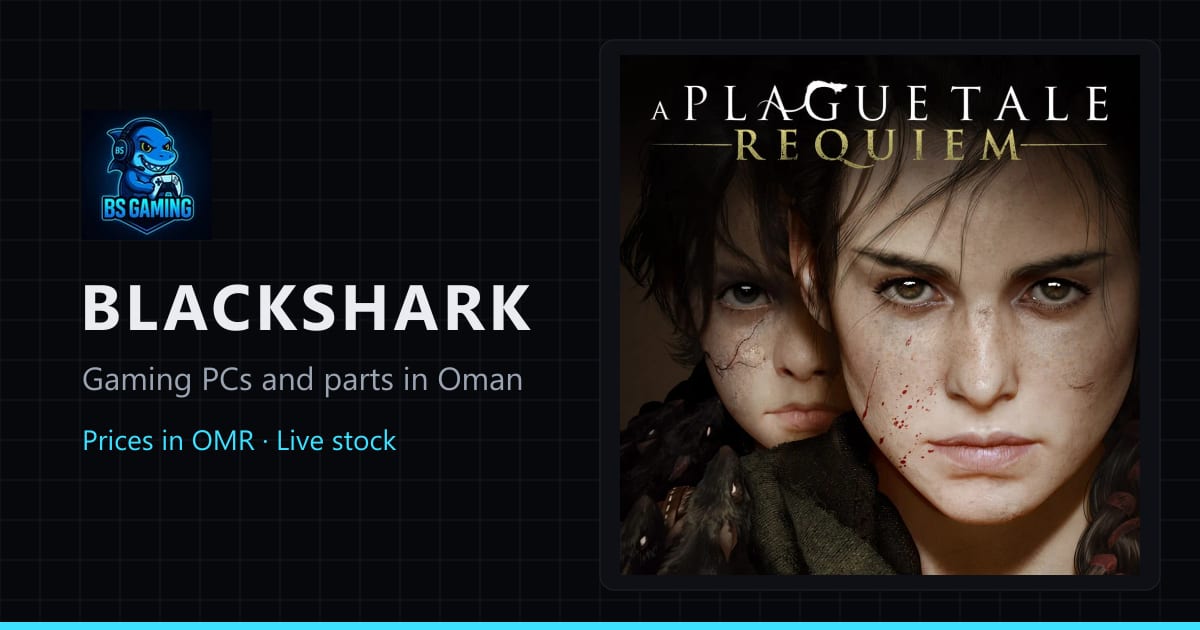 BS
BS GAMING
BLACKSHARK
Gaming PCs and parts in Oman
Prices in OMR · Live stock
A PLAGUE TALE
REQUIEM